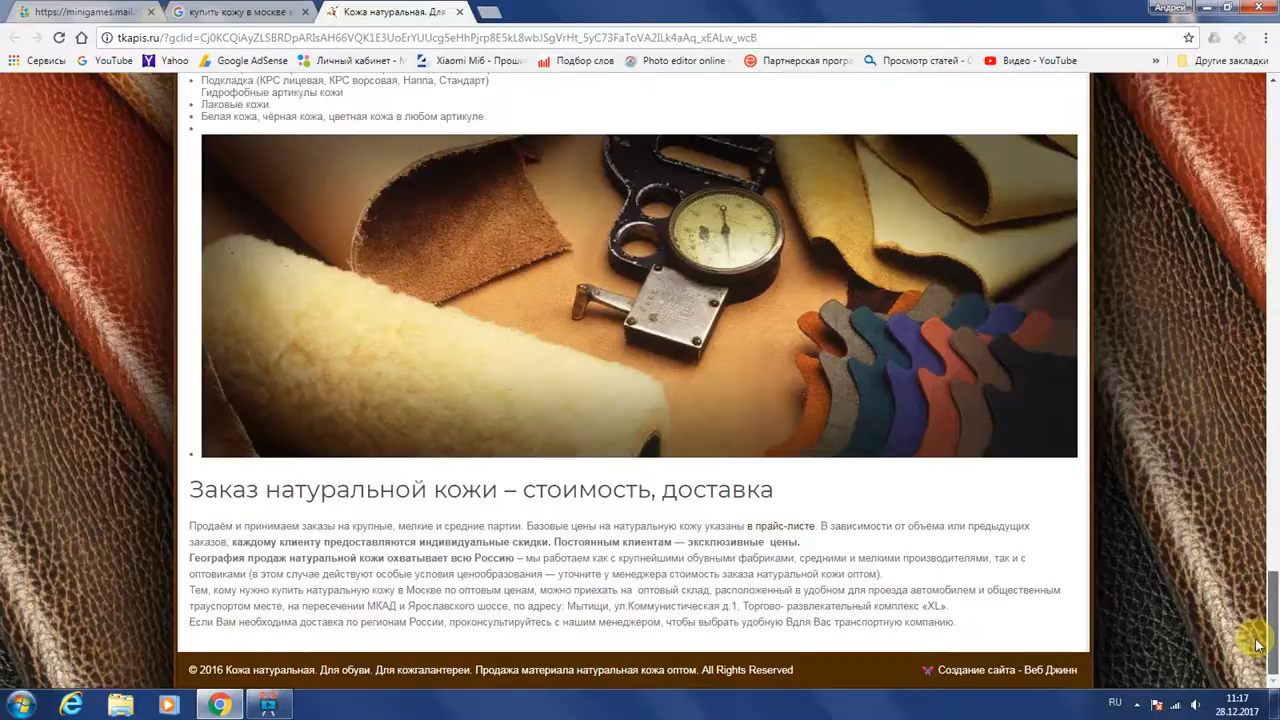 https://minigames.mail.
купить кожу в москве
Кожа натуральная. Для
Андрей
tkapis.ru/?gclid=Cj0KCQiAyZLSBRDpARIsAH66VQK1E3UoErYUUcg5eHhPjrp8E5kL8wbJSgVrHt_5yC73FaToVA2ILk4aAq_xEALw_wcB
Сервисы YouTube Yahoo Google AdSense Личный кабинет - Xiaomi Mi6 - Проши Подбор слов Photo editor online - Партнерская прогр Просмотр статей - Видео - YouTube » Другие закладки
Подкладка (КРС лицевая, КРС ворсовая, Наппа, Стандарт)
Гидрофобные артикулы кожи
Лаковые кожи
Белая кожа, чёрная кожа, цветная кожа в любом артикуле.
Заказ натуральной кожи – стоимость, доставка
Продаём и принимаем заказы на крупные, мелкие и средние партии. Базовые цены на натуральную кожу указаны в прайс-листе. В зависимости от объёма или предыдущих
заказов, каждому клиенту предоставляются индивидуальные скидки. Постоянным клиентам — эксклюзивные цены.
География продаж натуральной кожи охватывает всю Россию – мы работаем как с крупнейшими обувными фабриками, средними и мелкими производителями, так и с
оптовиками (в этом случае действуют особые условия ценообразования — уточните у менеджера стоимость заказа натуральной кожи оптом).
Тем, кому нужно купить натуральную кожу в Москве по оптовым ценам, можно приехать на оптовый склад, расположенный в удобном для проезда автомобилем и общественным
трауспортом месте, на пересечении МКАД и Ярославского шоссе, по адресу: Мытищи, ул.Коммунистическая д.1, Торгово- развлекательный комплекс «XL».
Если Вам необходима доставка по регионам России, проконсультируйтесь с нашим менеджером, чтобы выбрать удобную Вдля Вас транспортную компанию.
© 2016 Кожа натуральная. Для обуви. Для кожгалантереи. Продажа материала натуральная кожа оптом. All Rights Reserved
Создание сайта - Веб Джинн
RU
11:17
28.12.2017